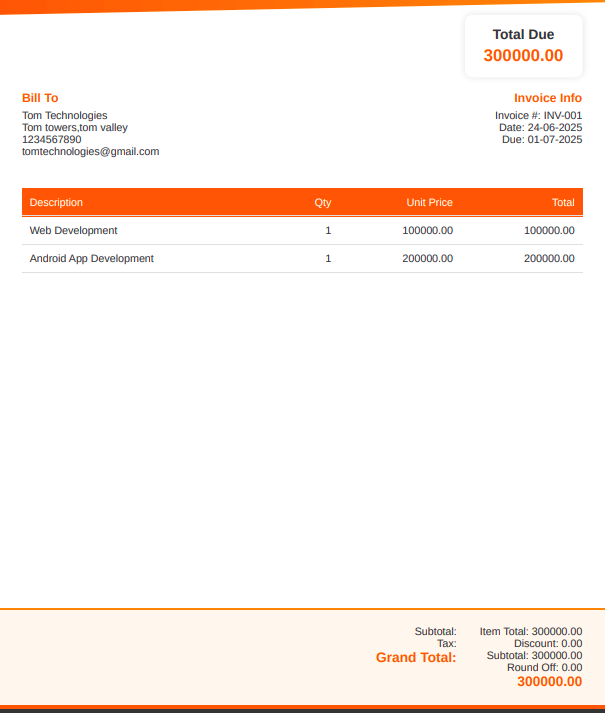 Total Due
300000.00
Bill To
Tom Technologies
Tom towers,tom valley
1234567890
tomtechnologies@gmail.com
Invoice Info
Invoice #: INV-001
Date: 24-06-2025
Due: 01-07-2025
Description Qty Unit Price Total
Web Development 1 100000.00 100000.00
Android App Development 1 200000.00 200000.00
Subtotal:
Tax:
Grand Total:
Item Total: 300000.00
Discount: 0.00
Subtotal: 300000.00
Round Off: 0.00
300000.00